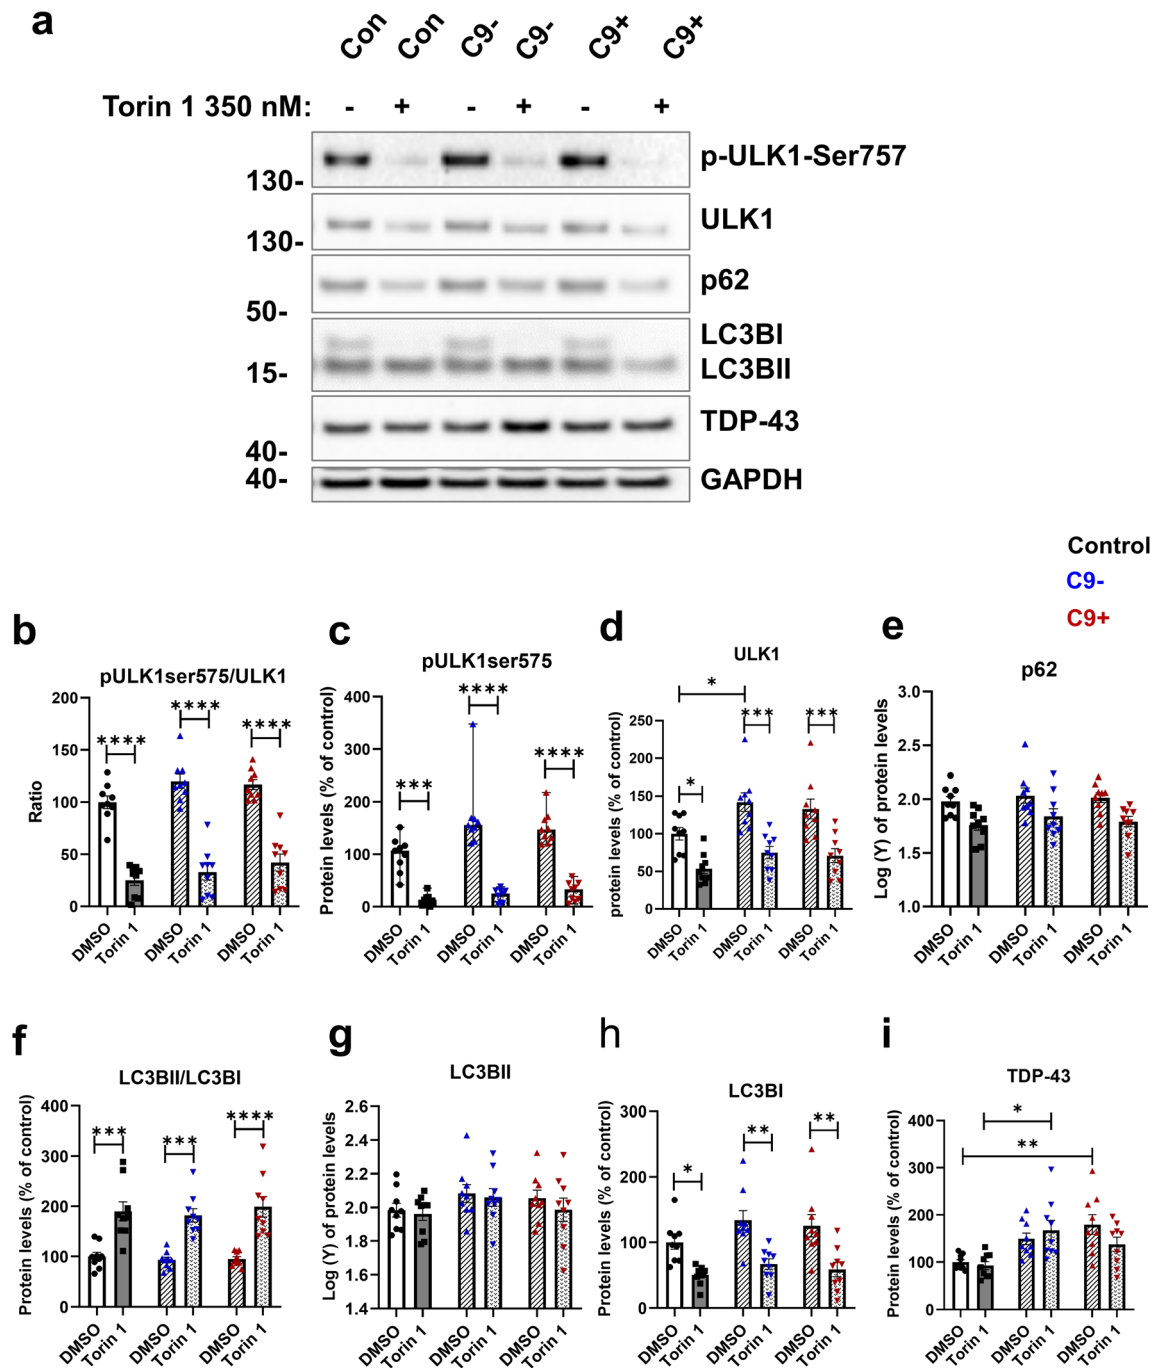 a
Con Con C9- C9- C9+ C9+
Torin 1 350 nM: - + - + - +
130- p-ULK1-Ser757
130- ULK1
50- p62
LC3BI
15- LC3BII
40- TDP-43
40- GAPDH
Control
C9-
C9+
b
pULK1ser575/ULK1
Ratio
200
150
100
50
0
**** **** ****
DMSO Torin 1 DMSO Torin 1 DMSO Torin 1
c
pULK1ser575
Protein levels (% of control)
400
300
200
100
0
*** **** ****
DMSO Torin 1 DMSO Torin 1 DMSO Torin 1
d
ULK1
protein levels (% of control)
250
200
150
100
50
0
* * *** ***
DMSO Torin 1 DMSO Torin 1 DMSO Torin 1
e
p62
Log (Y) of protein levels
3.0
2.5
2.0
1.5
1.0
DMSO Torin 1 DMSO Torin 1 DMSO Torin 1
f
LC3BII/LC3BI
Protein levels (% of control)
400
300
200
100
0
*** *** ****
DMSO Torin 1 DMSO Torin 1 DMSO Torin 1
g
LC3BII
Log (Y) of protein levels
2.6
2.4
2.2
2.0
1.8
1.6
1.4
DMSO Torin 1 DMSO Torin 1 DMSO Torin 1
h
LC3BI
Protein levels (% of control)
300
200
100
0
* ** **
DMSO Torin 1 DMSO Torin 1 DMSO Torin 1
i
TDP-43
Protein levels (% of control)
400
300
200
100
0
*
**
DMSO Torin 1 DMSO Torin 1 DMSO Torin 1